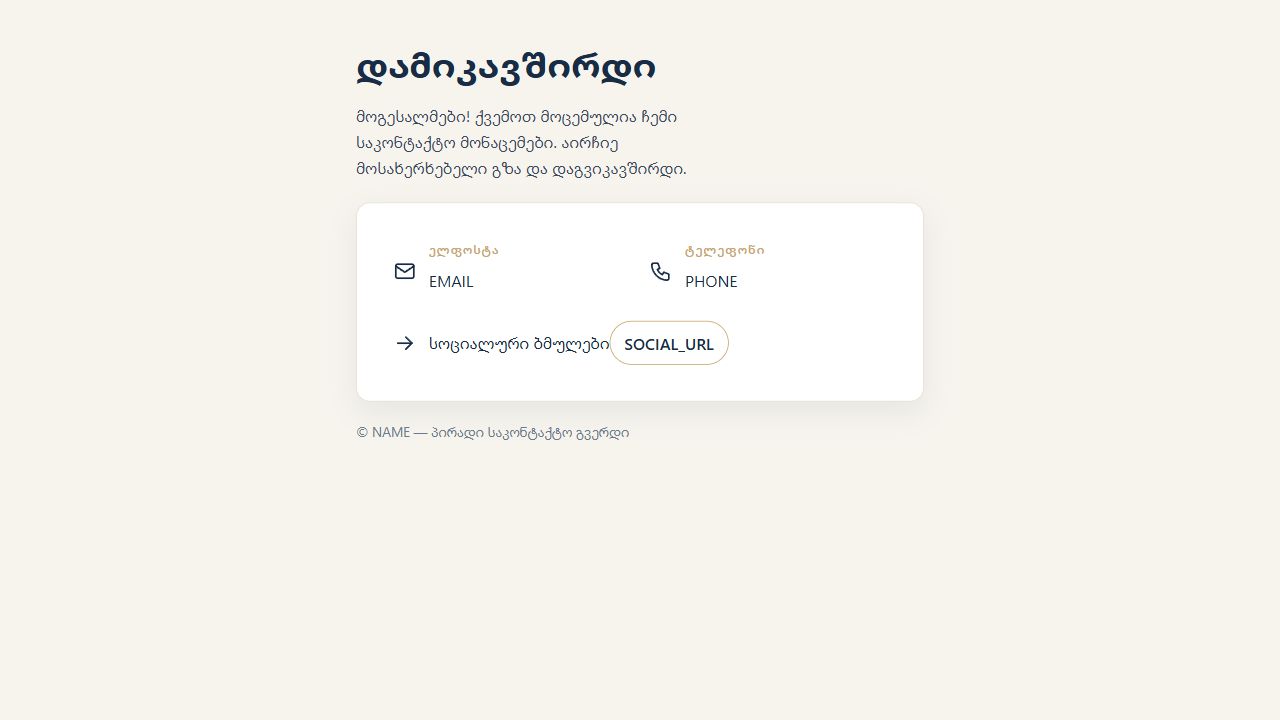 დამიკავშირდი
მოგესალმები! ქვემოთ მოცემულია ჩემი
საკონტაქტო მონაცემები. აირჩიე
მოსახერხებელი გზა და დაგვიკავშირდი.
ელფოსტა
EMAIL
ტელეფონი
PHONE
სოციალური ბმულები SOCIAL_URL
© NAME — პირადი საკონტაქტო გვერდი